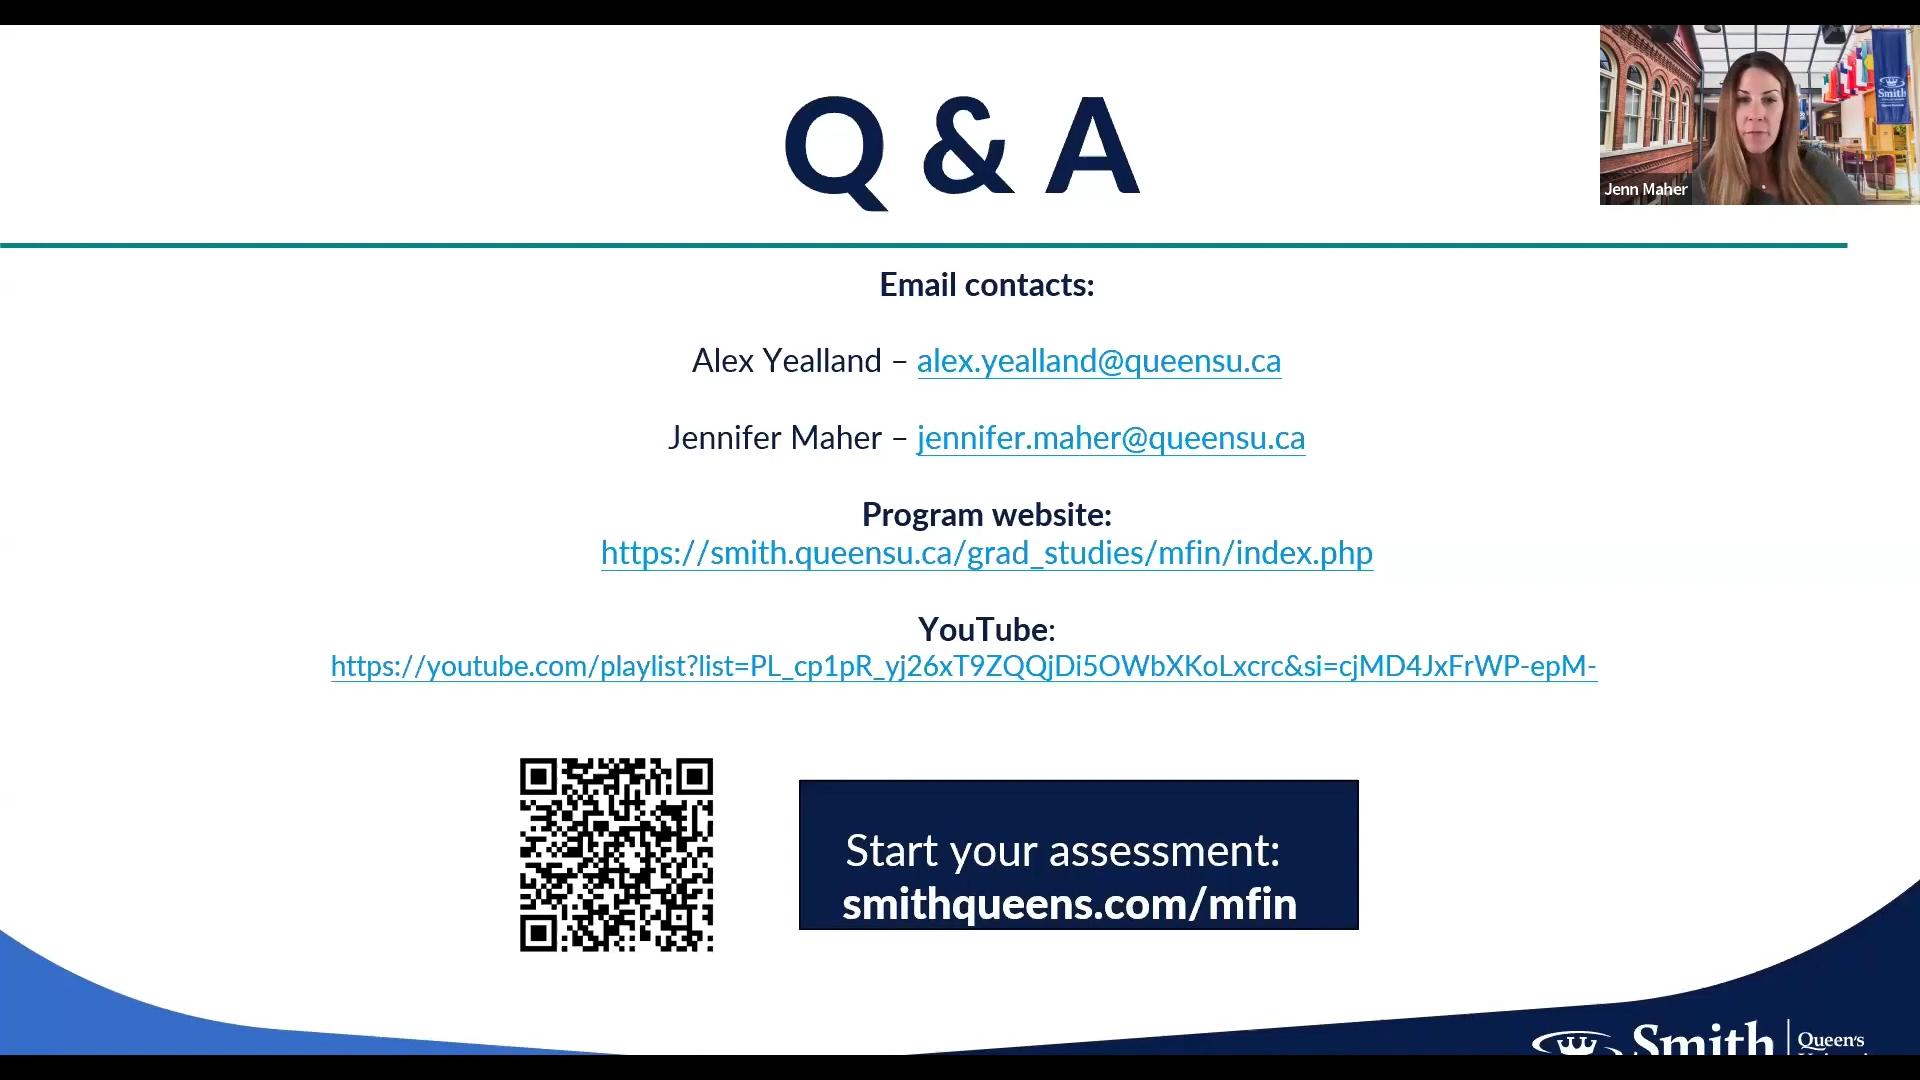 Q & A
Smith
Jenn Maher
Email contacts:
Alex Yealland – alex.yealland@queensu.ca
Jennifer Maher – jennifer.maher@queensu.ca
Program website:
https://smith.queensu.ca/grad_studies/mfin/index.php
YouTube:
https://youtube.com/playlist?list=PL_cp1pR_yj26xT9ZQQjDi5OWbXKoLxcrc&si=cjMD4JxFrWP-epM-
Start your assessment:
smithqueens.com/mfin
Smith
Queen's